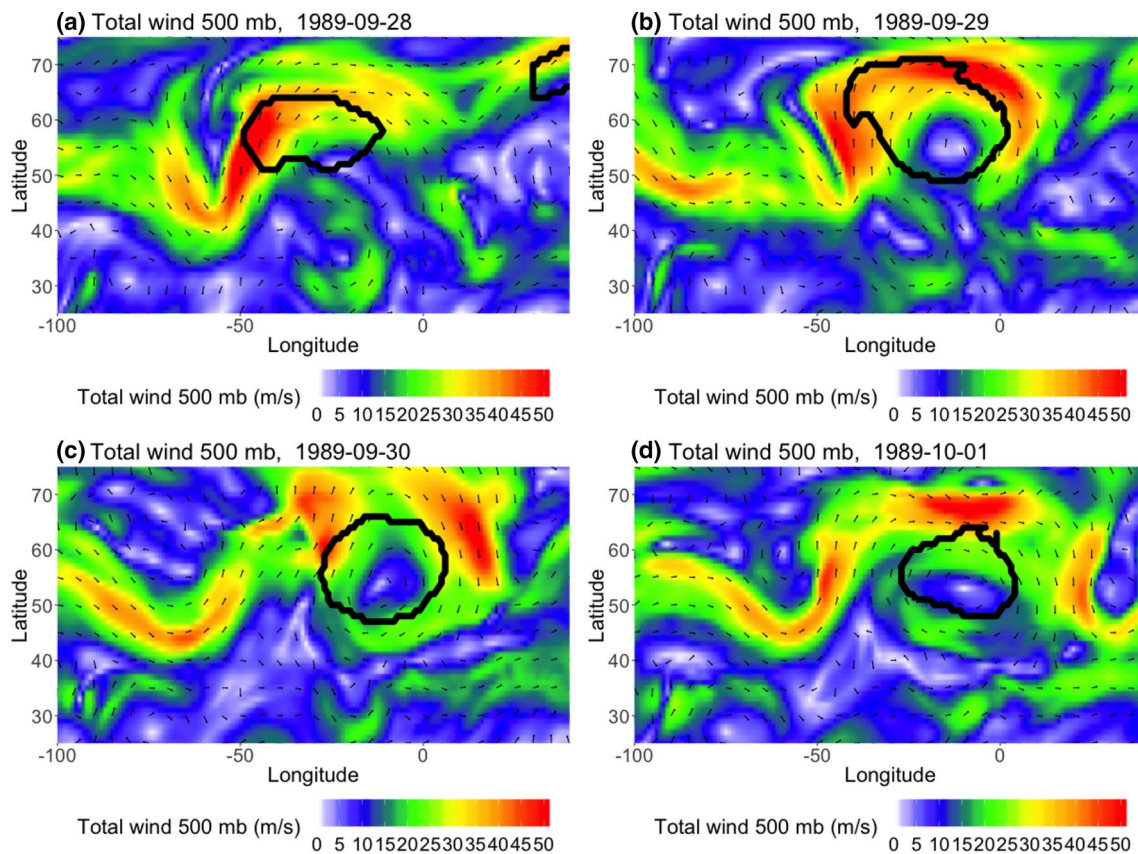 (a) Total wind 500 mb, 1989-09-28
70
60
50
40
30
Latitude
-100 -50 0
Longitude
Total wind 500 mb (m/s) 0 5 10 15 20 25 30 35 40 45 50
(b) Total wind 500 mb, 1989-09-29
70
60
50
40
30
Latitude
-100 -50 0
Longitude
Total wind 500 mb (m/s) 0 5 10 15 20 25 30 35 40 45 50
(c) Total wind 500 mb, 1989-09-30
70
60
50
40
30
Latitude
-100 -50 0
Longitude
Total wind 500 mb (m/s) 0 5 10 15 20 25 30 35 40 45 50
(d) Total wind 500 mb, 1989-10-01
70
60
50
40
30
Latitude
-100 -50 0
Longitude
Total wind 500 mb (m/s) 0 5 10 15 20 25 30 35 40 45 50